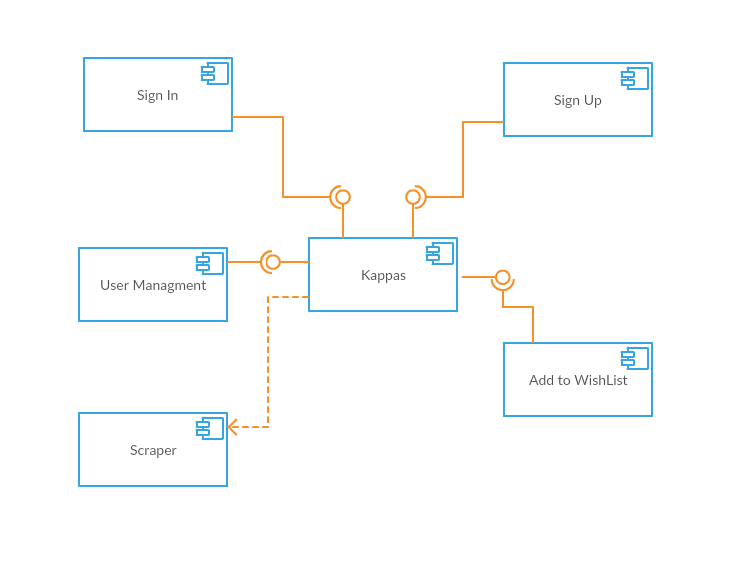 Sign In
Sign Up
Kappas
User Managment
Add to WishList
Scraper